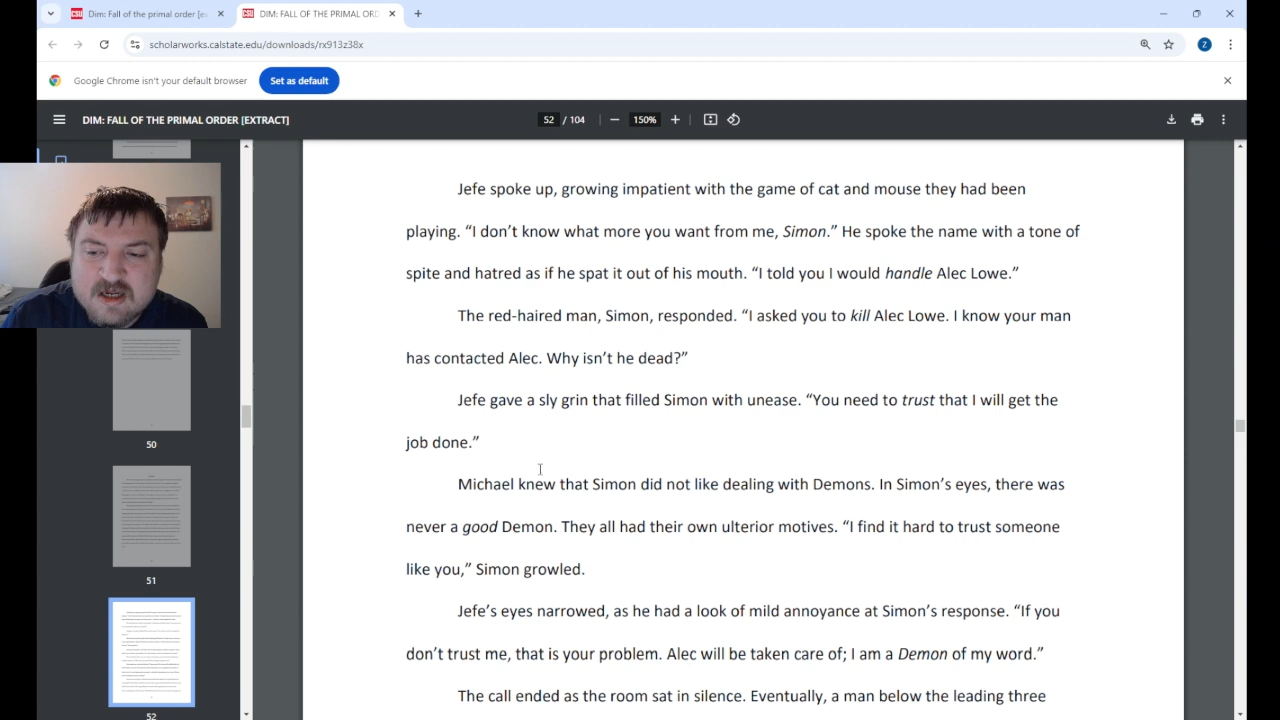 Dim: Fall of the primal order [ex
DIM: FALL OF THE PRIMAL ORD
scholarworks.calstate.edu/downloads/rx913z38x
Z
Google Chrome isn't your default browser
Set as default
DIM: FALL OF THE PRIMAL ORDER [EXTRACT]
52 / 104
150%
Jefe spoke up, growing impatient with the game of cat and mouse they had been
playing. “I don’t know what more you want from me, Simon.” He spoke the name with a tone of
spite and hatred as if he spat it out of his mouth. “I told you I would handle Alec Lowe.”
The red-haired man, Simon, responded. “I asked you to kill Alec Lowe. I know your man
has contacted Alec. Why isn’t he dead?”
Jefe gave a sly grin that filled Simon with unease. “You need to trust that I will get the
job done.”
Michael knew that Simon did not like dealing with Demons. In Simon’s eyes, there was
never a good Demon. They all had their own ulterior motives. “I find it hard to trust someone
like you,” Simon growled.
Jefe’s eyes narrowed, as he had a look of mild annoyance at Simon’s response. “If you
don’t trust me, that is your problem. Alec will be taken care of; I am a Demon of my word.”
The call ended as the room sat in silence. Eventually, a man below the leading three
50
51
52